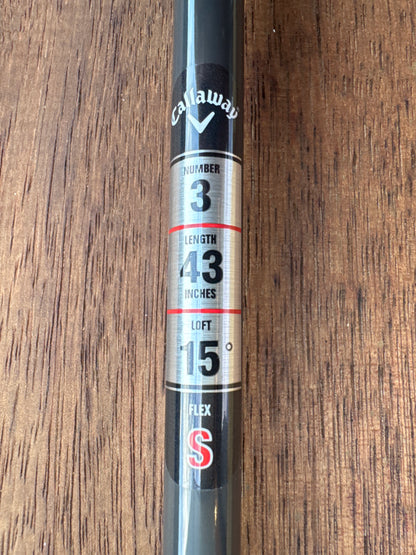 Callaway
NUMBER
3
LENGTH
43
INCHES
LOFT
15°
FLEX
S